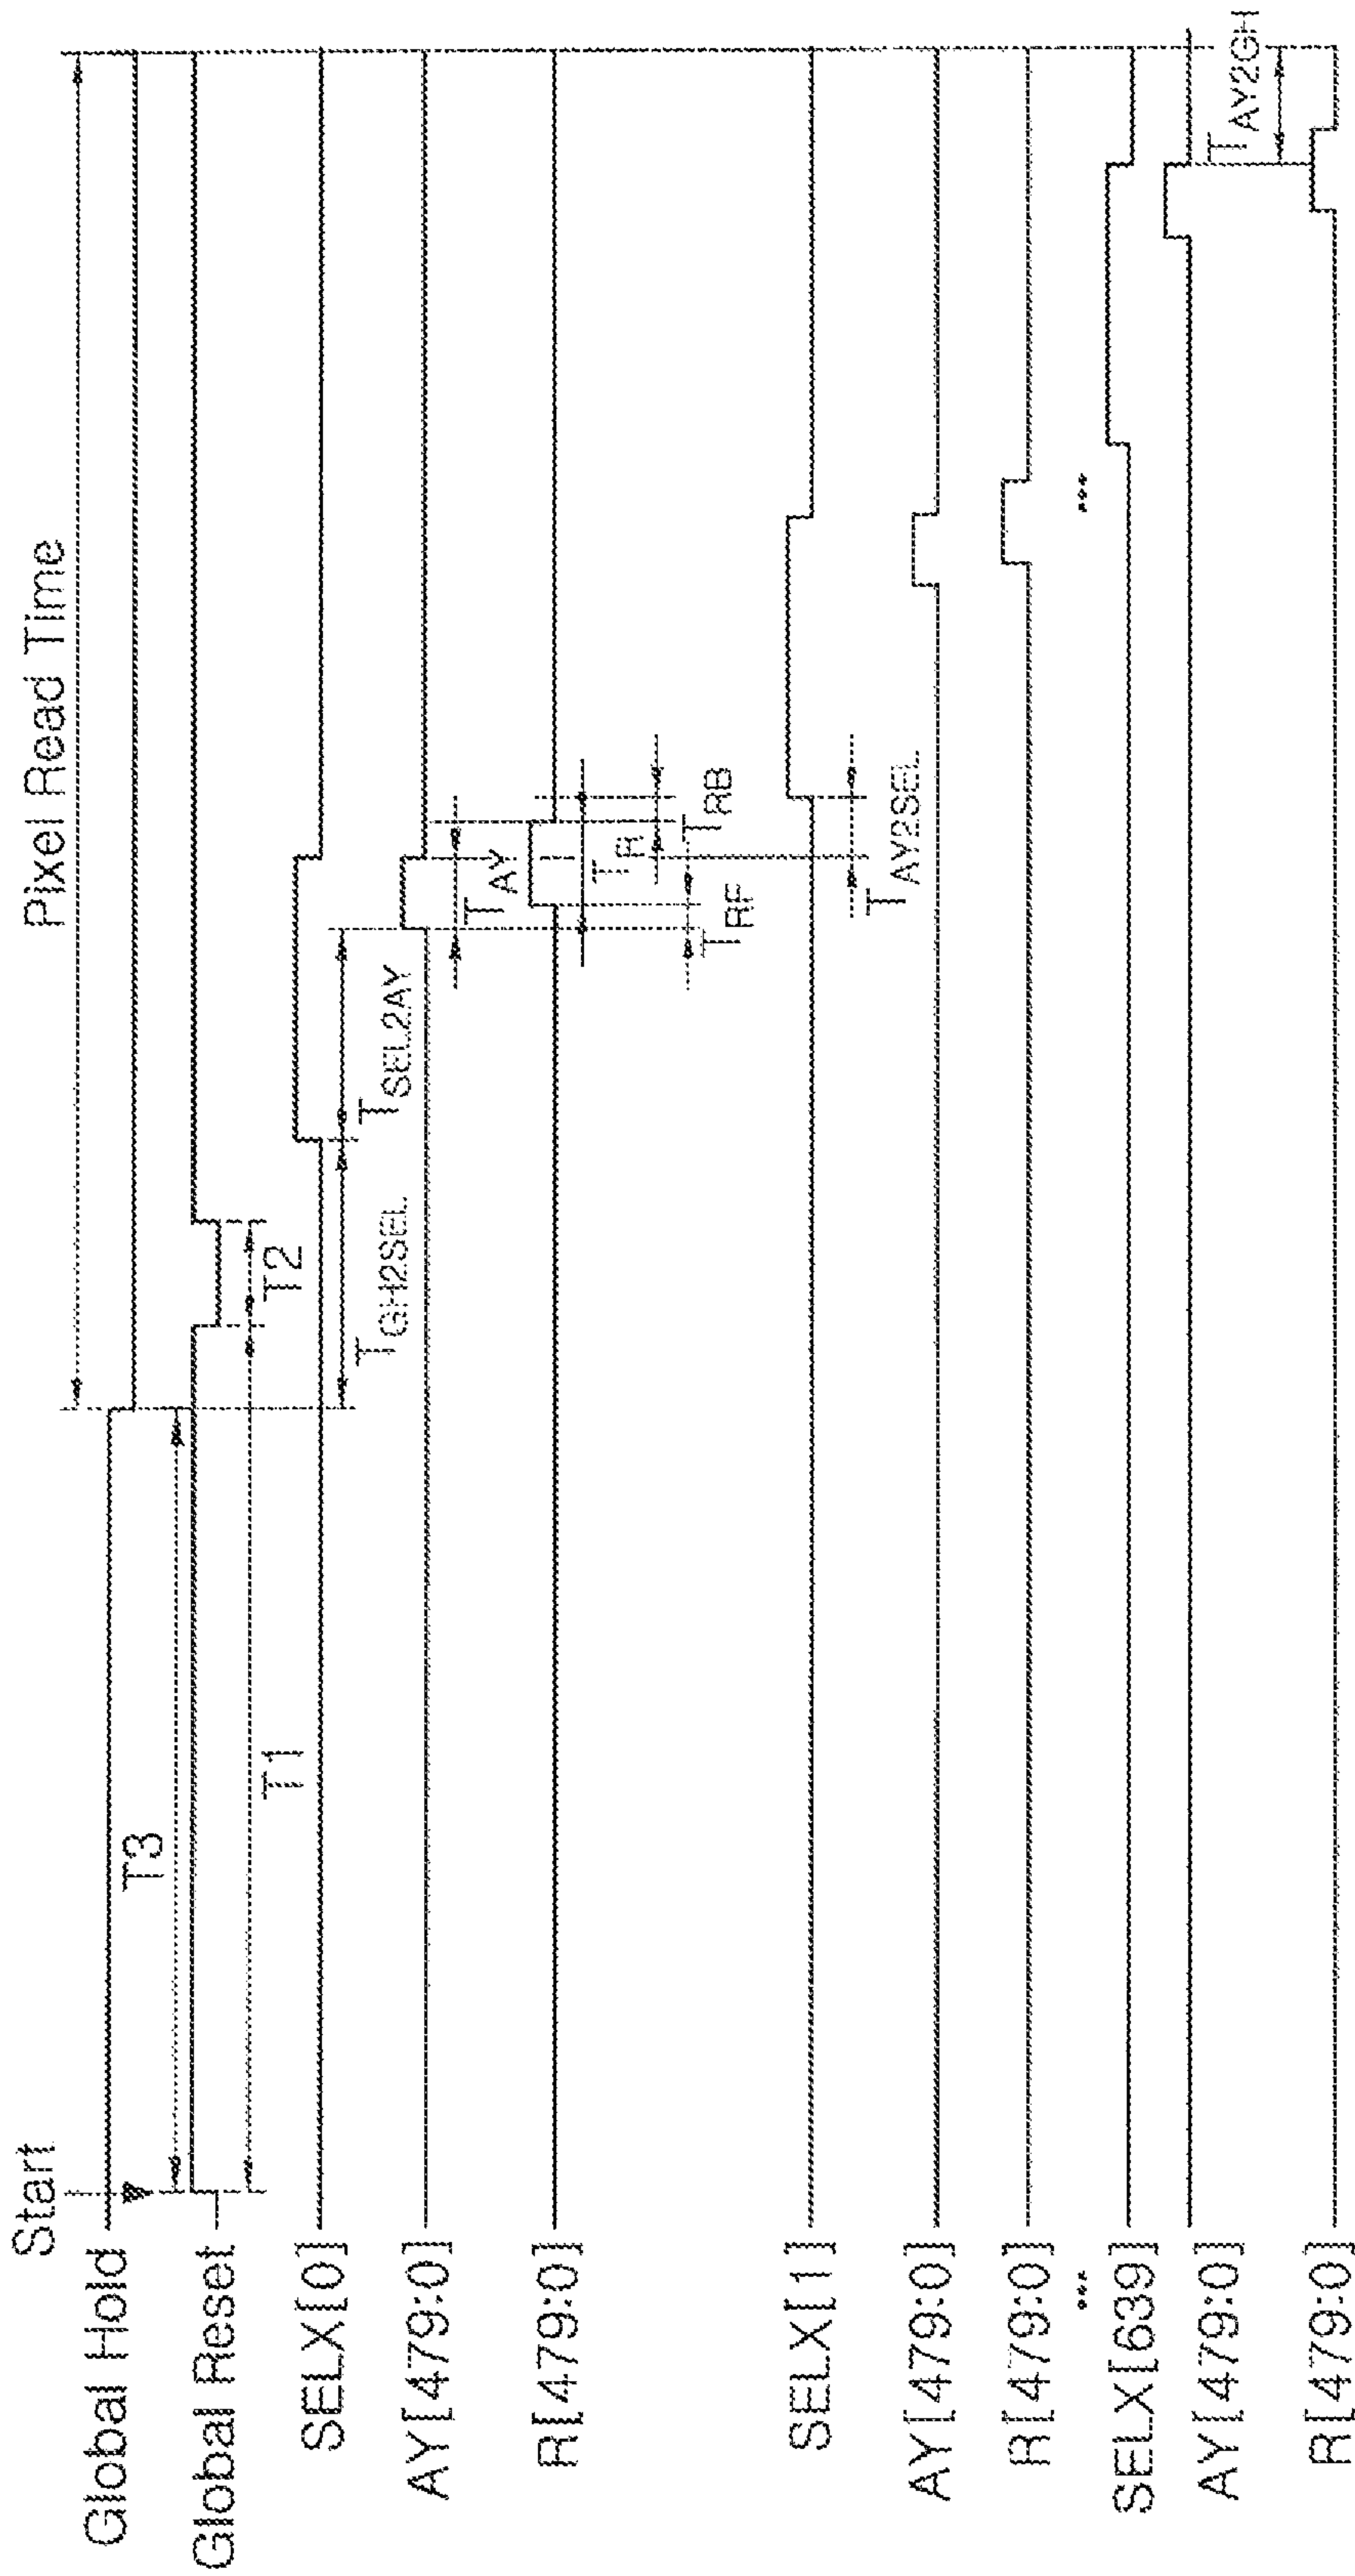 Start
Pixel Read Time
Global Hold
T3
Global Reset
T1
T2
SELX[0]
TGH2SEL
TSEL2AY
AY[479:0]
TAY
R[479:0]
TR
TRB
TRF
SELX[1]
TAY2SEL
AY[479:0]
R[479:0]
...
...
SELX[639]
AY[479:0]
TAY2GH
R[479:0]